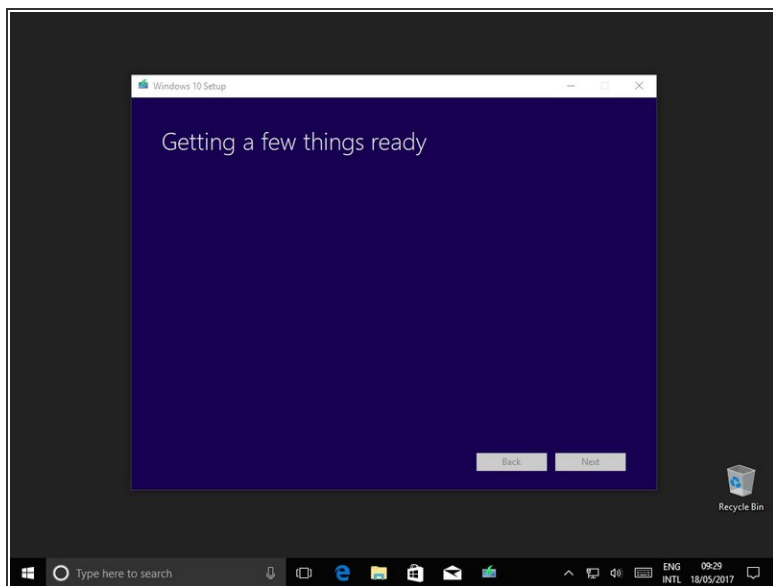 Windows 10 Setup
Getting a few things ready
Back
Next
Recycle Bin
Type here to search
ENG
INTL
09:29
18/05/2017